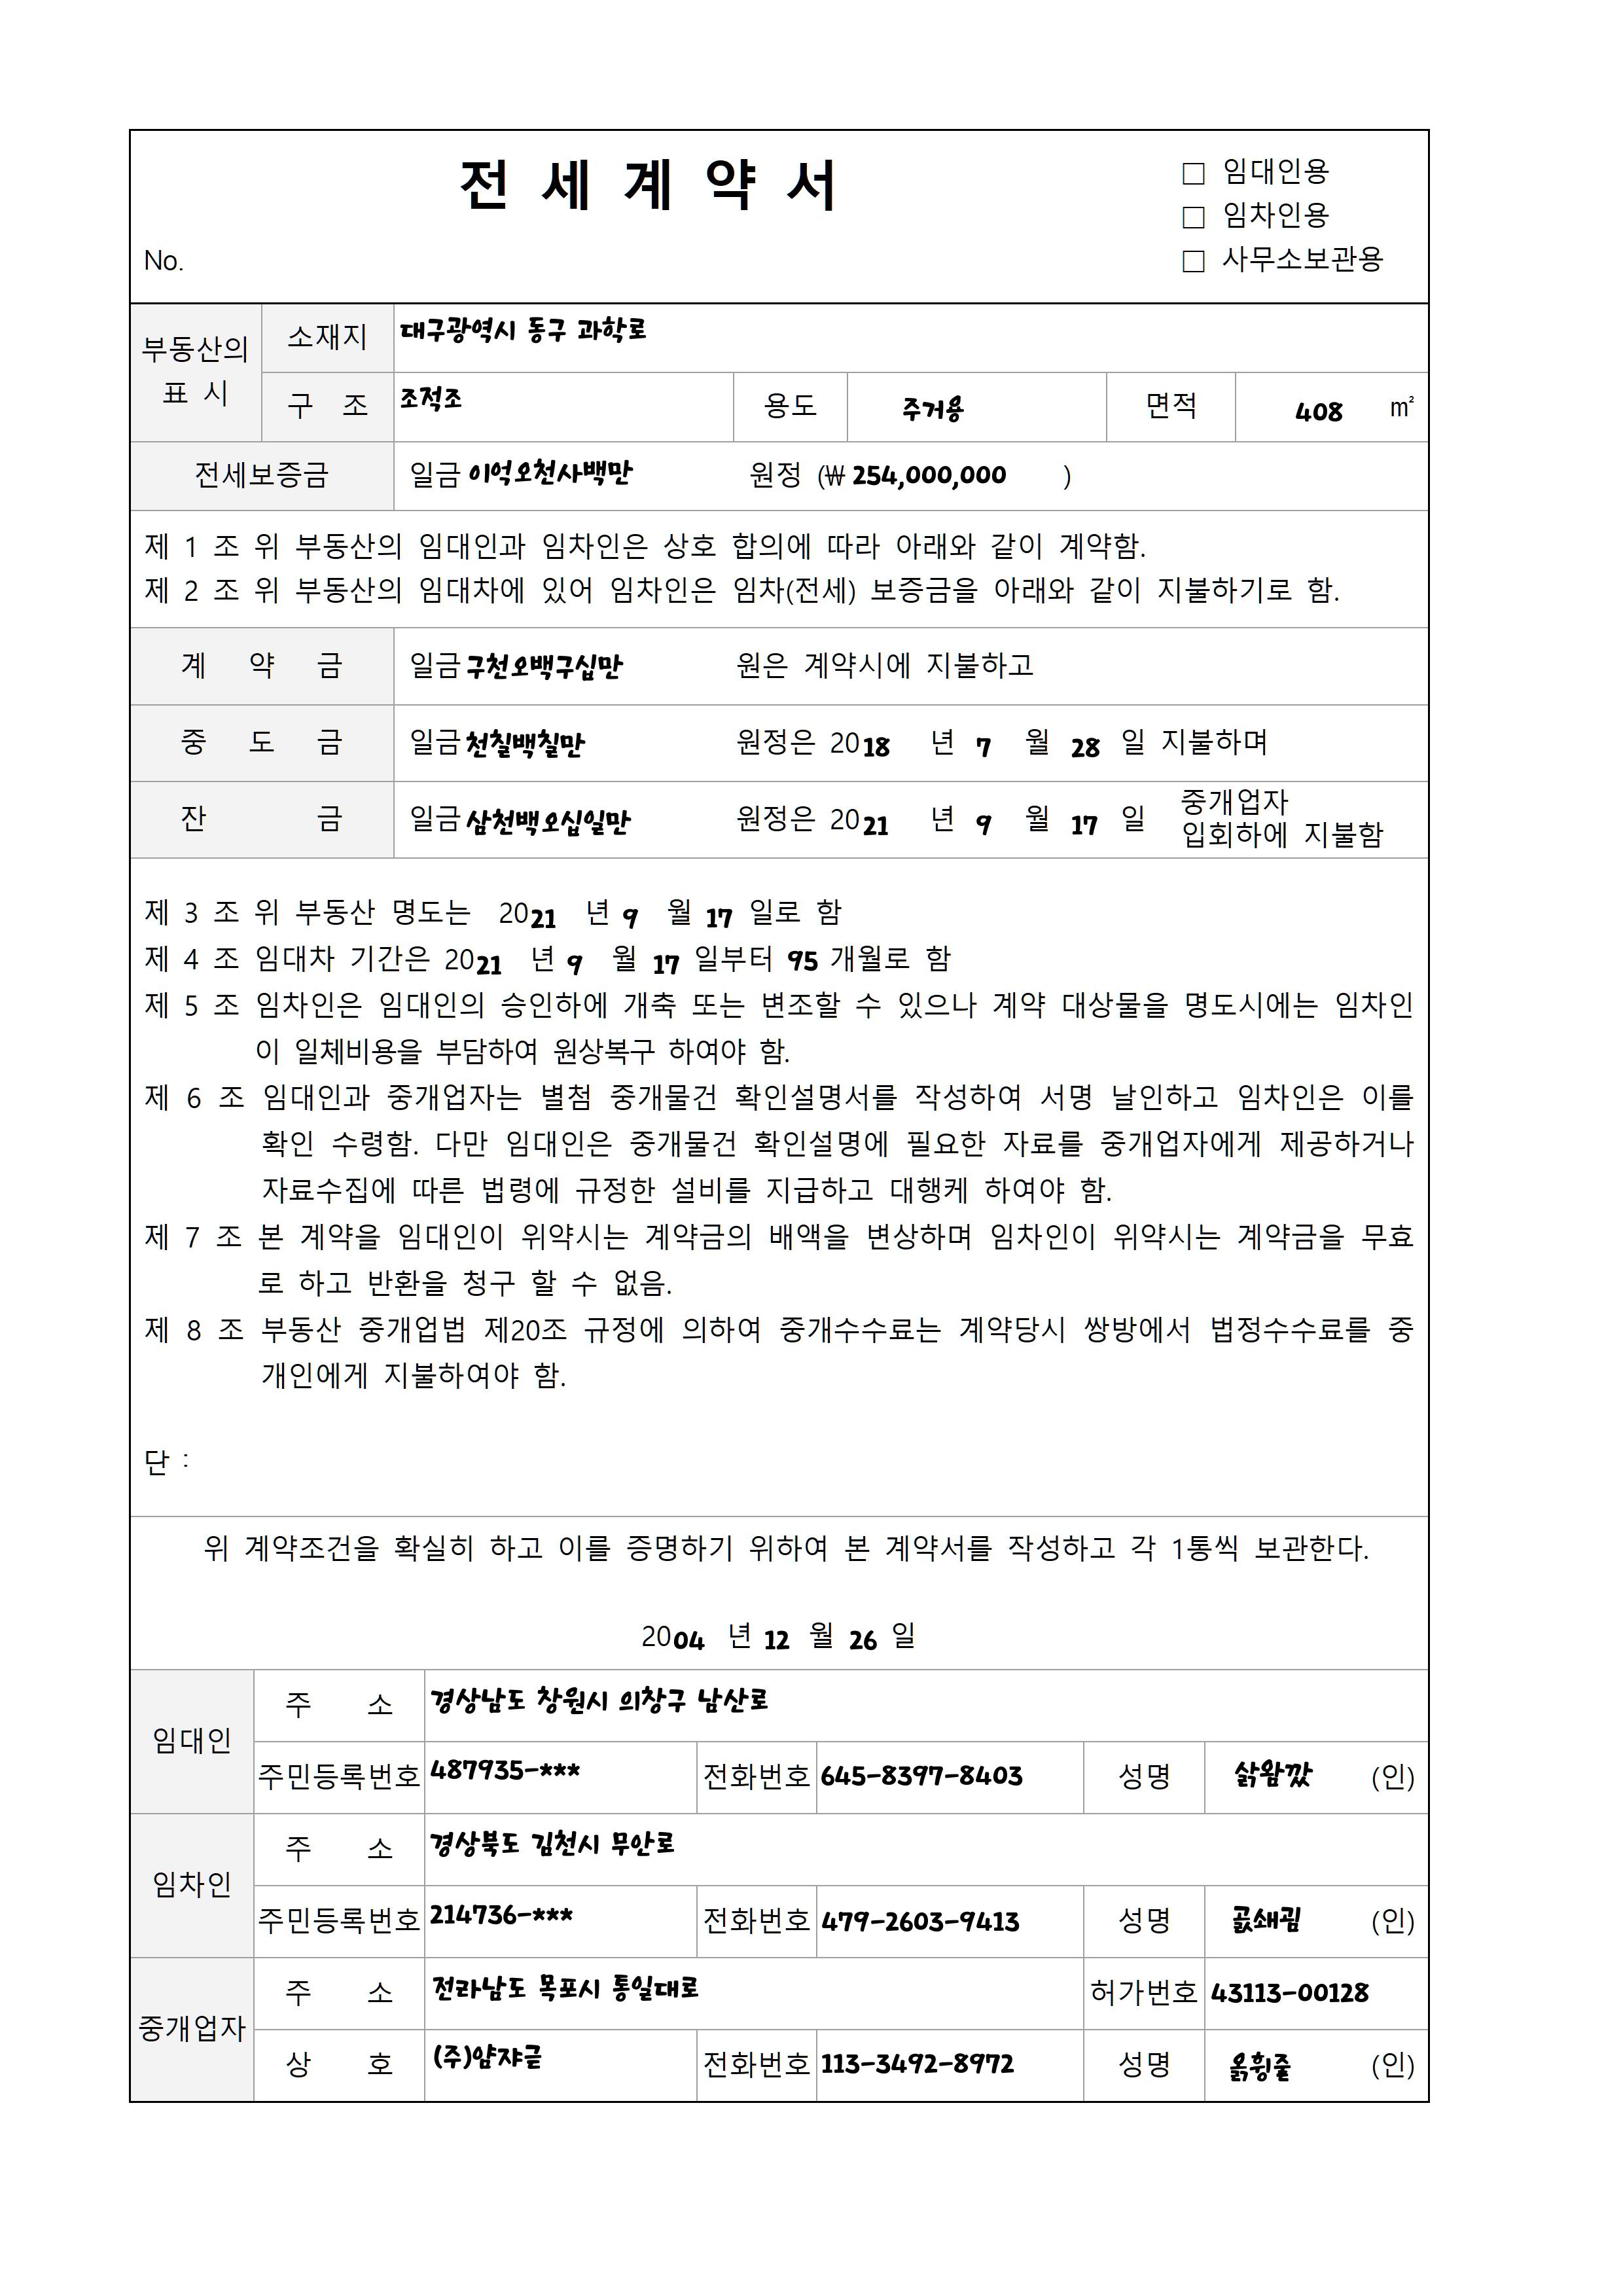 전 세 계 약 서
□ 임대인용
□ 임차인용
□ 사무소보관용
No.
부동산의 표 시
소재지 대구광역시 동구 과학로
구 조 조적조 용도 주거용 면적 408 ㎡
전세보증금 일금 이억오천사백만 원정 (₩ 254,000,000 )
제 1 조 위 부동산의 임대인과 임차인은 상호 합의에 따라 아래와 같이 계약함.
제 2 조 위 부동산의 임대차에 있어 임차인은 임차(전세) 보증금을 아래와 같이 지불하기로 함.
계 약 금 일금 구천오백구십만 원은 계약시에 지불하고
중 도 금 일금 천칠백칠만 원정은 2018 년 7 월 28 일 지불하며
잔 금 일금 삼천백오십일만 원정은 2021 년 9 월 17 일 중개업자
입회하에 지불함
제 3 조 위 부동산 명도는 2021 년 9 월 17 일로 함
제 4 조 임대차 기간은 2021 년 9 월 17 일부터 95 개월로 함
제 5 조 임차인은 임대인의 승인하에 개축 또는 변조할 수 있으나 계약 대상물을 명도시에는 임차인
이 일체비용을 부담하여 원상복구 하여야 함.
제 6 조 임대인과 중개업자는 별첨 중개물건 확인설명서를 작성하여 서명 날인하고 임차인은 이를
확인 수령함. 다만 임대인은 중개물건 확인설명에 필요한 자료를 중개업자에게 제공하거나
자료수집에 따른 법령에 규정한 설비를 지급하고 대행케 하여야 함.
제 7 조 본 계약을 임대인이 위약시는 계약금의 배액을 변상하며 임차인이 위약시는 계약금을 무효
로 하고 반환을 청구 할 수 없음.
제 8 조 부동산 중개업법 제20조 규정에 의하여 중개수수료는 계약당시 쌍방에서 법정수수료를 중
개인에게 지불하여야 함.
단 :
위 계약조건을 확실히 하고 이를 증명하기 위하여 본 계약서를 작성하고 각 1통씩 보관한다.
2004 년 12 월 26 일
임대인
주 소 경상남도 창원시 의창구 남산로
주민등록번호 487935-*** 전화번호 645-8397-8403 성명 (인)
임차인
주 소 경상북도 김천시 무안로
주민등록번호 214736-*** 전화번호 479-2603-9413 성명 (인)
중개업자
주 소 전라남도 목포시 통일대로 허가번호 43113-00128
상 호 전화번호 113-3492-8972 성명 (인)